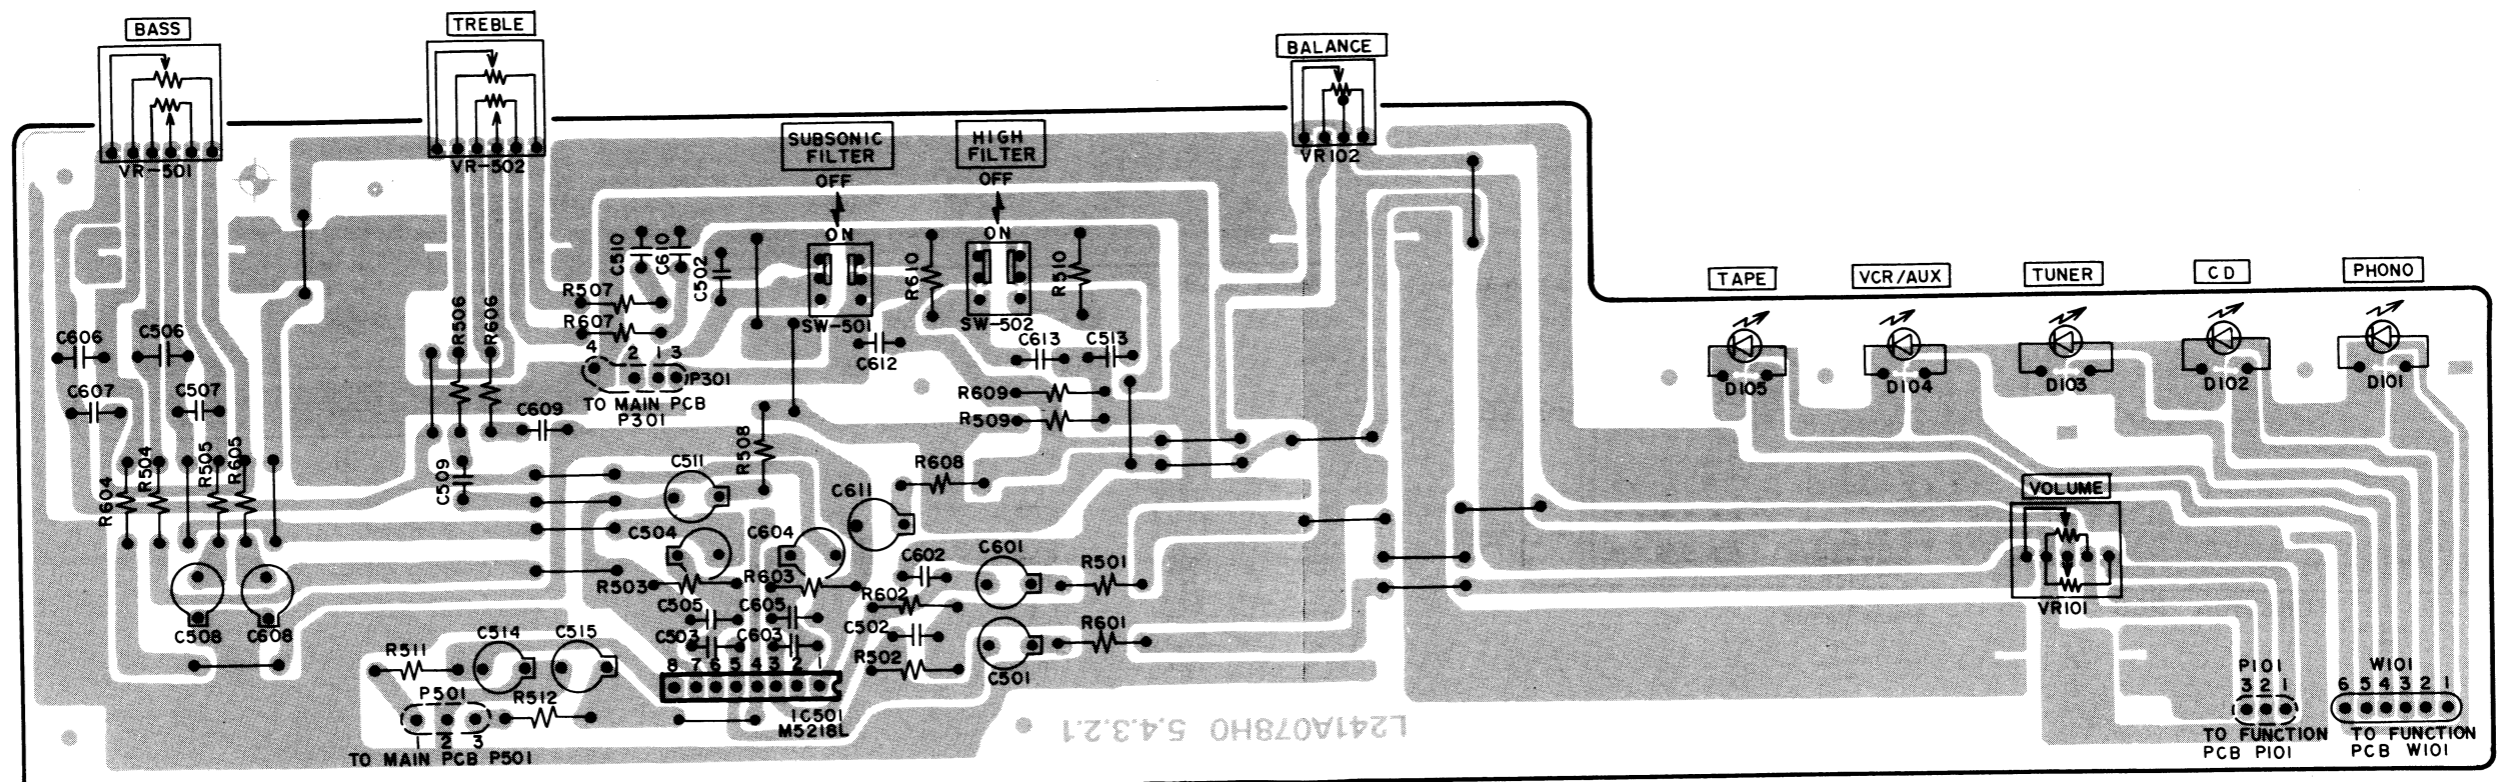 BASS
TREBLE
BALANCE
VR-501
VR-502
VR102
SUBSONIC
FILTER
OFF
ON
HIGH
FILTER
OFF
ON
TAPE
VCR/AUX
TUNER
CD
PHONO
C510
C610
C502
R610
R510
SW-501
SW-502
R507
R607
R506
R606
C606
C506
C607
C507
4 2 1 3
P301
TO MAIN PCB
P301
C612
C613
C513
R609
R509
D105
D104
D103
D102
D101
C609
C509
R508
R604
R504
R505
R605
C511
C611
R608
C504
C604
R503
R603
C602
C601
R501
R602
C505
C605
C503
C603
C502
R502
C501
R601
VOLUME
VR101
C508
C608
R511
C514
C515
P501
R512
1 2 3
TO MAIN PCB P501
8 7 6 5 4 3 2 1
IC501
M5218L
L241A078H0 5.4.3.2.1
P101
3 2 1
TO FUNCTION
PCB P101
W101
6 5 4 3 2 1
TO FUNCTION
PCB W101